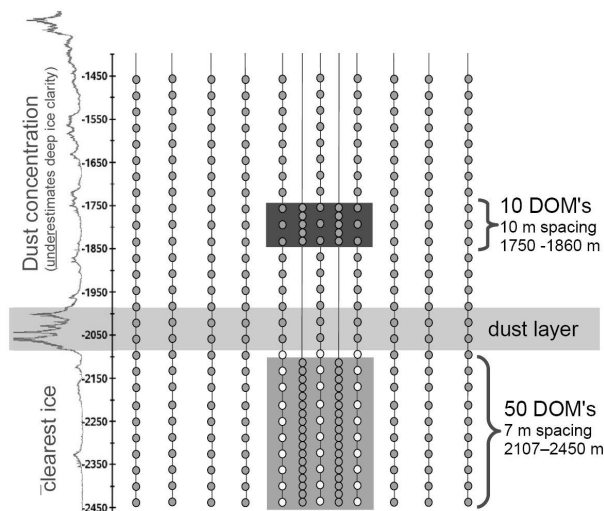 Dust concentration
(underestimates deep ice clarity)
clearest ice
-1450
-1550
-1650
-1750
-1850
-1950
-2050
-2150
-2250
-2350
-2450
10 DOM's
10 m spacing
1750 -1860 m
dust layer
50 DOM's
7 m spacing
2107–2450 m